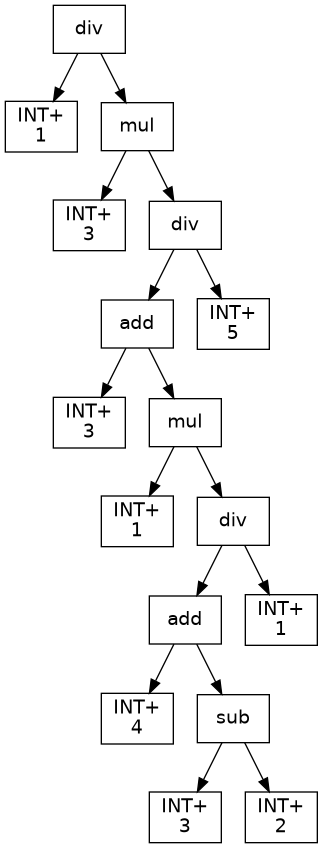 div
INT+
1
mul
INT+
3
div
add
INT+
5
INT+
3
mul
INT+
1
div
add
INT+
1
INT+
4
sub
INT+
3
INT+
2